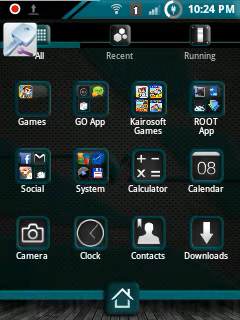 10:24 PM
All Recent Running
Games GO App Kairosoft Games ROOT App
Social System Calculator Calendar
08
Camera Clock Contacts Downloads